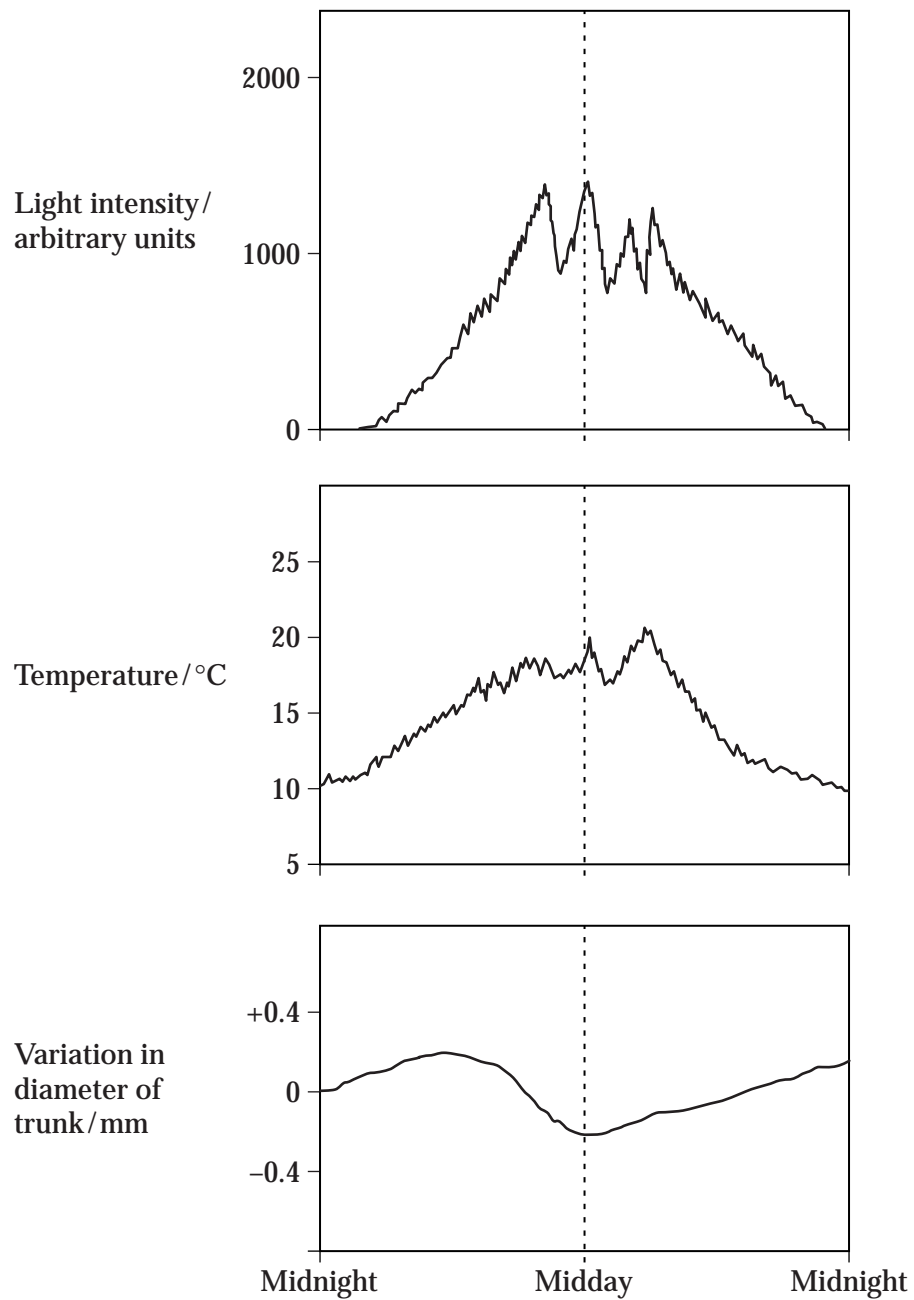 2000
Light intensity/
arbitrary units
1000
0
25
20
Temperature/°C
15
10
5
+0.4
Variation in
diameter of
trunk/mm
0
–0.4
Midnight Midday Midnight